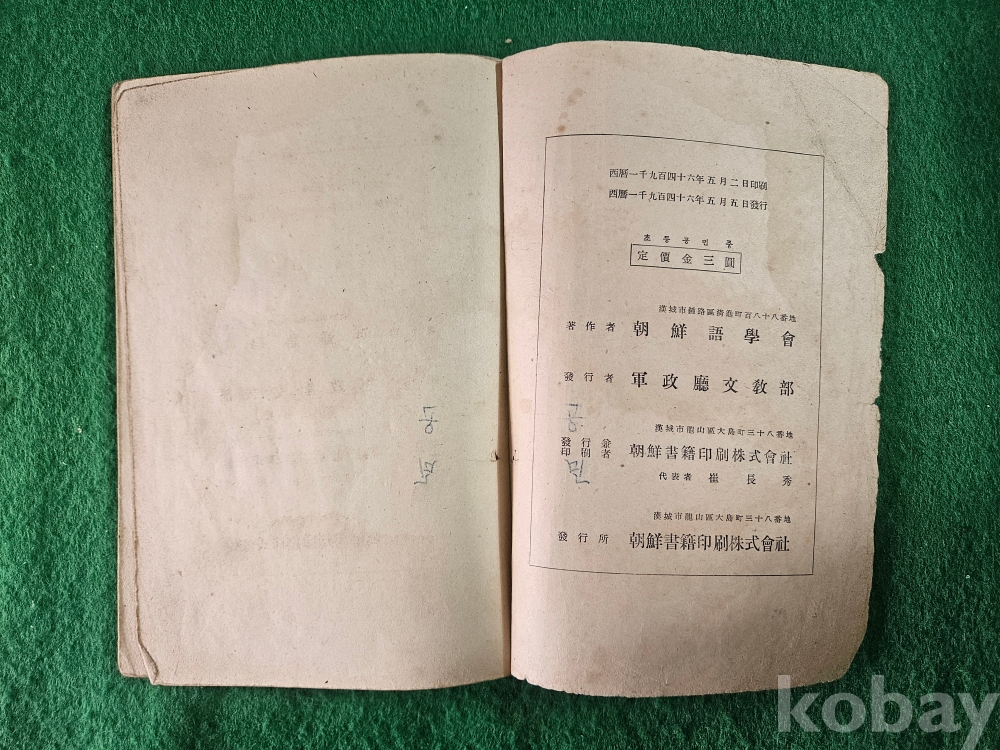 西曆一千九百四十六年五月二日印刷
西曆一千九百四十六年五月五日發行
초등공민중
定價金三圓
漢城市鍾路區 町百八十八番地
著作者 朝鮮語學會
發行者 軍政廳文敎部
漢城市龍山區大島町三十八番地
發行兼
印刷者 朝鮮書籍印刷株式會社
代表者 崔長秀
漢城市龍山區大島町三十八番地
發行所 朝鮮書籍印刷株式會社
kobay